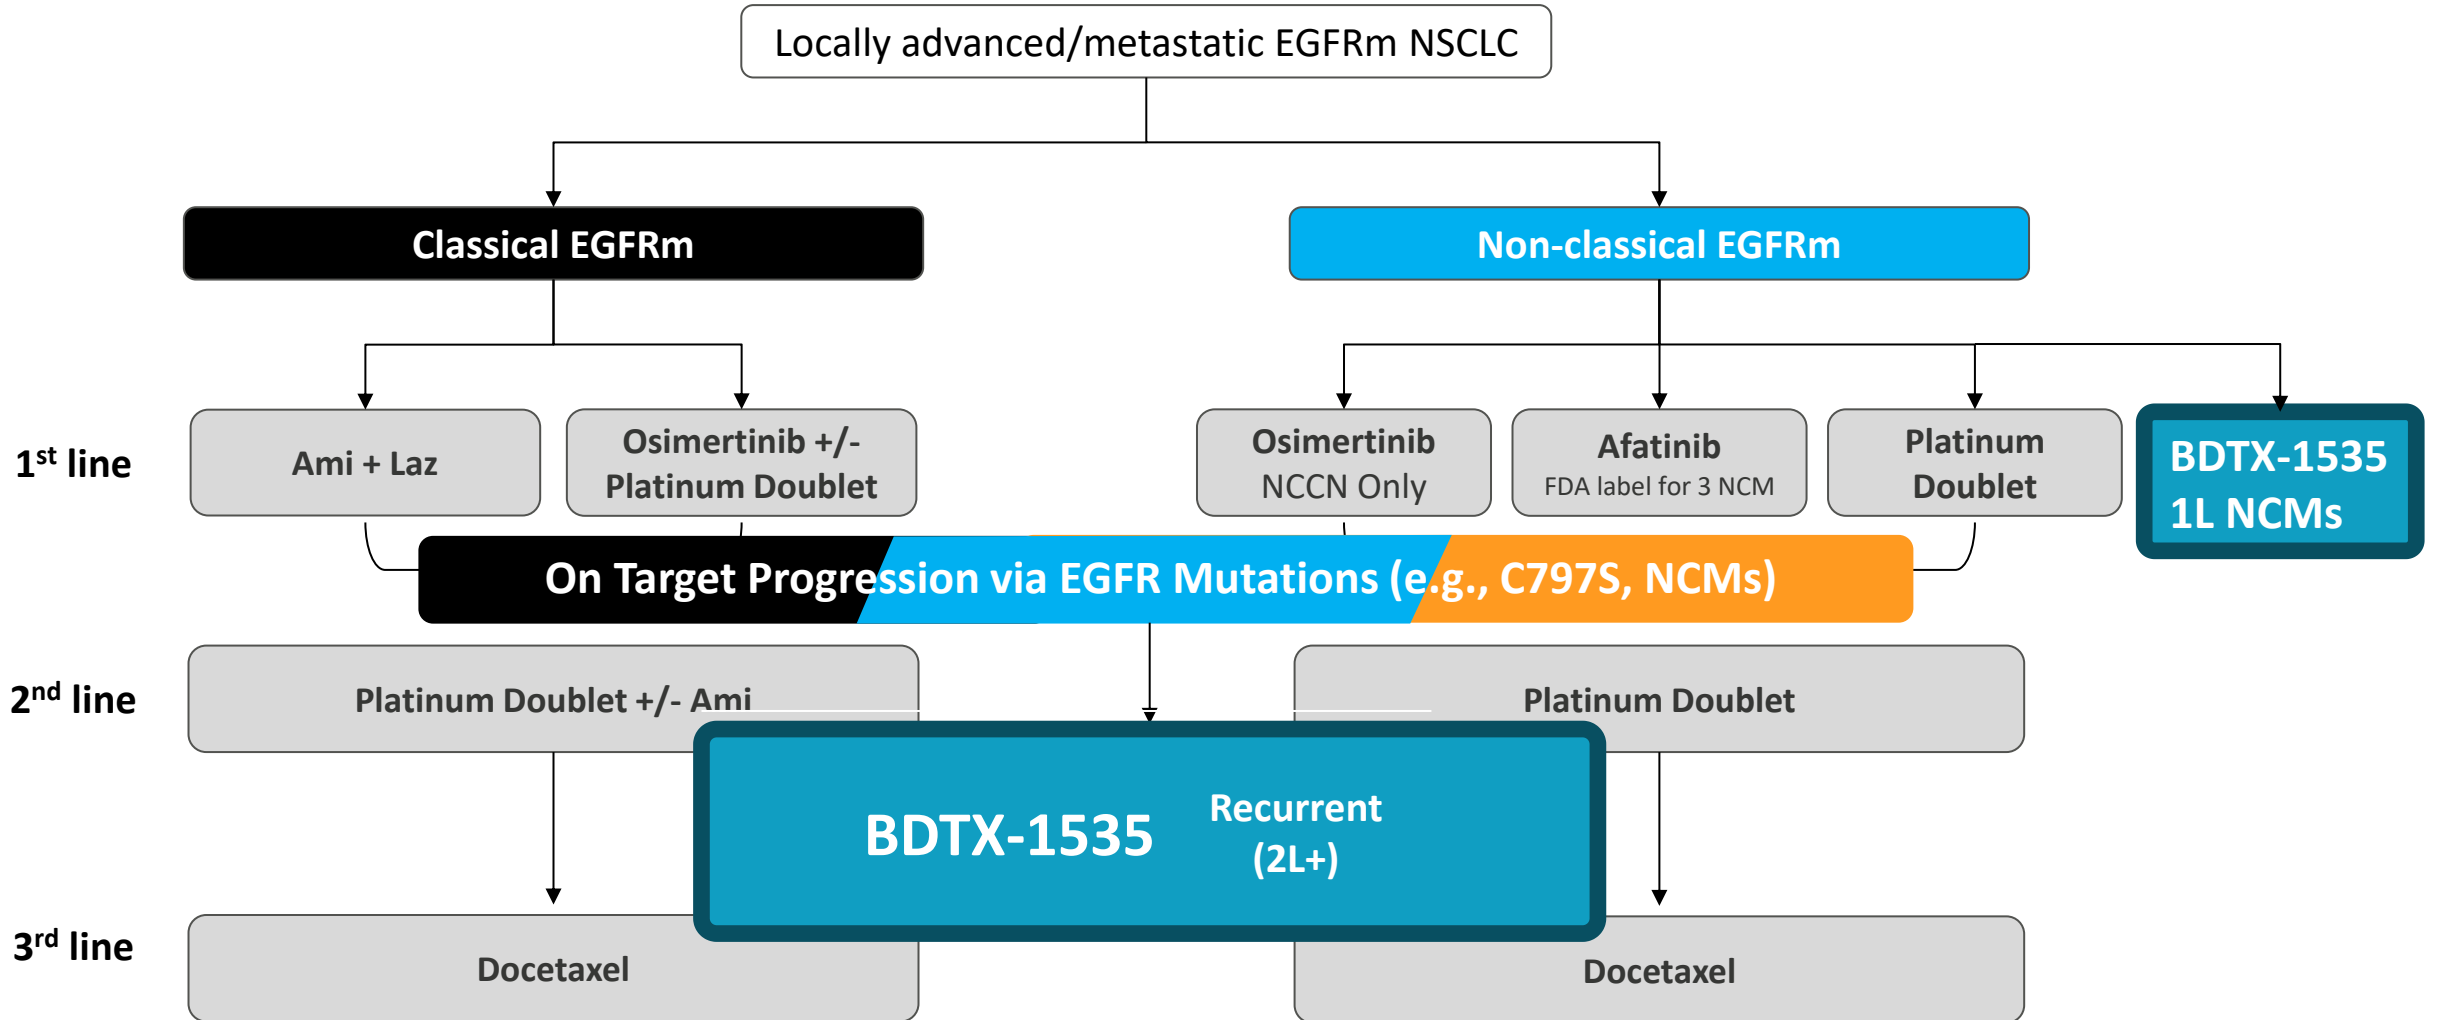 Locally advanced/metastatic EGFRm NSCLC
Classical EGFRm
Non-classical EGFRm
1st line
Ami + Laz
Osimertinib +/-
Platinum Doublet
Osimertinib
NCCN Only
Afatinib
FDA label for 3 NCM
Platinum
Doublet
BDTX-1535
1L NCMs
On Target Progression via EGFR Mutations (e.g., C797S, NCMs)
2nd line
Platinum Doublet +/- Ami
Platinum Doublet
BDTX-1535
Recurrent
(2L+)
3rd line
Docetaxel
Docetaxel